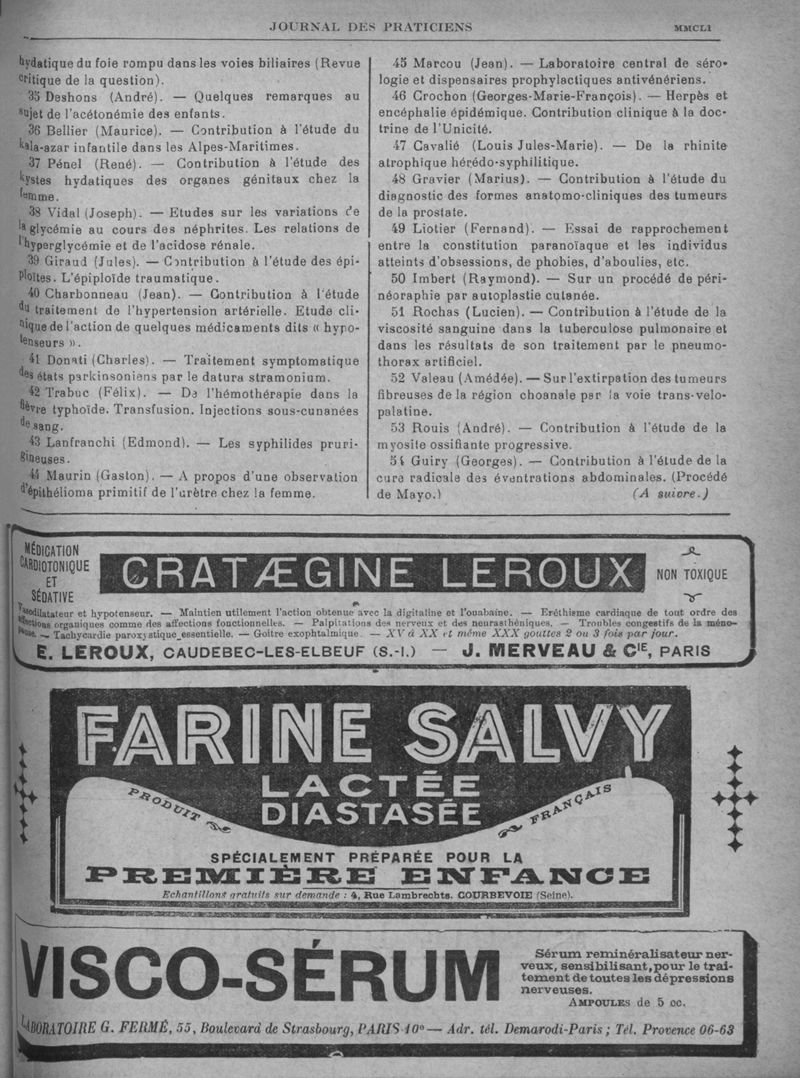 JOURNAL DES PRATICIENS
MMCLI
hydatique du foie rompu dans les voies biliaires (Revue
critique de la question).
35 Deshons (André). — Quelques remarques au
sujet de l'acétonémie des enfants.
36 Bellier (Maurice). — Contribution à l'étude du
kala-azar infantile dans les Alpes-Maritimes.
37 Pénel (René). — Contribution à l'étude des
kystes hydatiques des organes génitaux chez la
femme.
38 Vidal (Joseph). — Etudes sur les variations de
la glycémie au cours des néphrites. Les relations de
l'hyperglycémie et de l'acidose rénale.
39 Giraud (Jules). — Contribution à l'étude des épi-
ploïtes. L'épiploïde traumatique.
40 Charbonneau (Jean). — Contribution à l'étude
du traitement de l'hypertension artérielle. Etude cli-
nique de l'action de quelques médicaments dits « hypo-
tenseurs ».
41 Donati (Charles). — Traitement symptomatique
des états parkinsoniens par le datura stramonium.
42 Trabuc (Félix). — De l'hémothérapie dans la
fièvre typhoïde. Transfusion. Injections sous-cunanées
de sang.
43 Lanfranchi (Edmond). — Les syphilides pruri-
gineuses.
44 Maurin (Gaston). — A propos d'une observation
d'épithélioma primitif de l'urètre chez la femme.
45 Marcou (Jean). — Laboratoire central de séro-
logie et dispensaires prophylactiques antivénériens.
46 Crochon (Georges-Marie-François). — Herpès et
encéphalie épidémique. Contribution clinique à la doc-
trine de l'Unicité.
47 Cavalié (Louis Jules-Marie). — De la rhinite
atrophique hérédo-syphilitique.
48 Gravier (Marius). — Contribution à l'étude du
diagnostic des formes anatomo-cliniques des tumeurs
de la prostate.
49 Liotier (Fernand). — Essai de rapprochement
entre la constitution paranoïaque et les individus
atteints d'obsessions, de phobies, d'aboulies, etc.
50 Imbert (Raymond). — Sur un procédé de péri-
néoraphie par autoplastie cutanée.
51 Rochas (Lucien). — Contribution à l'étude de la
viscosité sanguine dans la tuberculose pulmonaire et
dans les résultats de son traitement par le pneumo-
thorax artificiel.
52 Valeau (Amédée). — Sur l'extirpation des tumeurs
fibreuses de la région choanale par la voie trans-velo-
palatine.
53 Rouis (André). — Contribution à l'étude de la
myosite ossifiante progressive.
54 Guiry (Georges). — Contribution à l'étude de la
cure radicale des éventrations abdominales. (Procédé
de Mayo.)
(A suivre.)
MÉDICATION
CARDIOTONIQUE
ET
SÉDATIVE
CRATÆGINE LEROUX
NON TOXIQUE
Vasodilatateur et hypotenseur. — Maintien utilement l'action obtenue avec la digitaline et l'ouabaïne. — Eréthisme cardiaque de tout ordre des
affections organiques comme des affections fonctionnelles. — Palpitations des nerveux et des neurasthéniques. — Troubles congestifs de la méno-
pause. — Tachycardie paroxystique essentielle. — Goitre exophtalmique. — XV à XX et même XXX gouttes 2 ou 3 fois par jour.
E. LEROUX, CAUDEBEC-LES-ELBEUF (S.-I.) — J. MERVEAU & CIE, PARIS
FARINE SALVY
LACTÉE
DIASTASÉE
PRODUIT FRANÇAIS
SPÉCIALEMENT PRÉPARÉE POUR LA
PREMIÈRE ENFANCE
Echantillons gratuits sur demande : 4, Rue Lambrechts. COURBEVOIE (Seine).
VISCO-SÉRUM
Sérum reminéralisateur ner-
veux, sensibilisant, pour le trai-
tement de toutes les dépressions
nerveuses.
AMPOULES de 5 cc.
LABORATOIRE G. FERMÉ, 55, Boulevard de Strasbourg, PARIS-10e — Adr. tél. Demarodi-Paris ; Tél. Provence 06-63